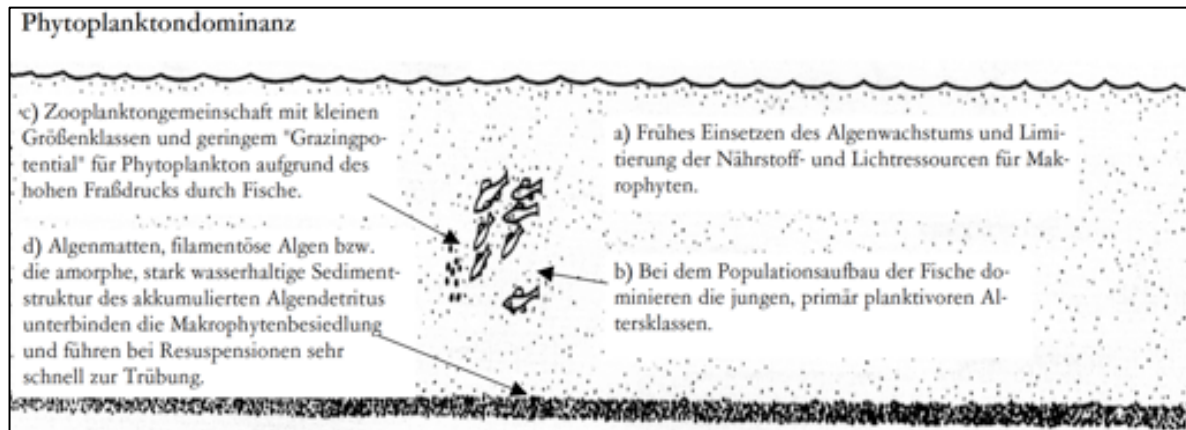 Phytoplanktondominanz
c) Zooplanktongemeinschaft mit kleinen
Größenklassen und geringem "Grazingpo-
tential" für Phytoplankton aufgrund des
hohen Fraßdrucks durch Fische.
a) Frühes Einsetzen des Algenwachstums und Limi-
tierung der Nährstoff- und Lichtressourcen für Mak-
rophyten.
d) Algenmatten, filamentöse Algen bzw.
die amorphe, stark wasserhaltige Sediment-
struktur des akkumulierten Algendetritus
unterbinden die Makrophytenbesiedlung
und führen bei Resuspensionen sehr
schnell zur Trübung.
b) Bei dem Populationsaufbau der Fische do-
minieren die jungen, primär planktivoren Al-
tersklassen.